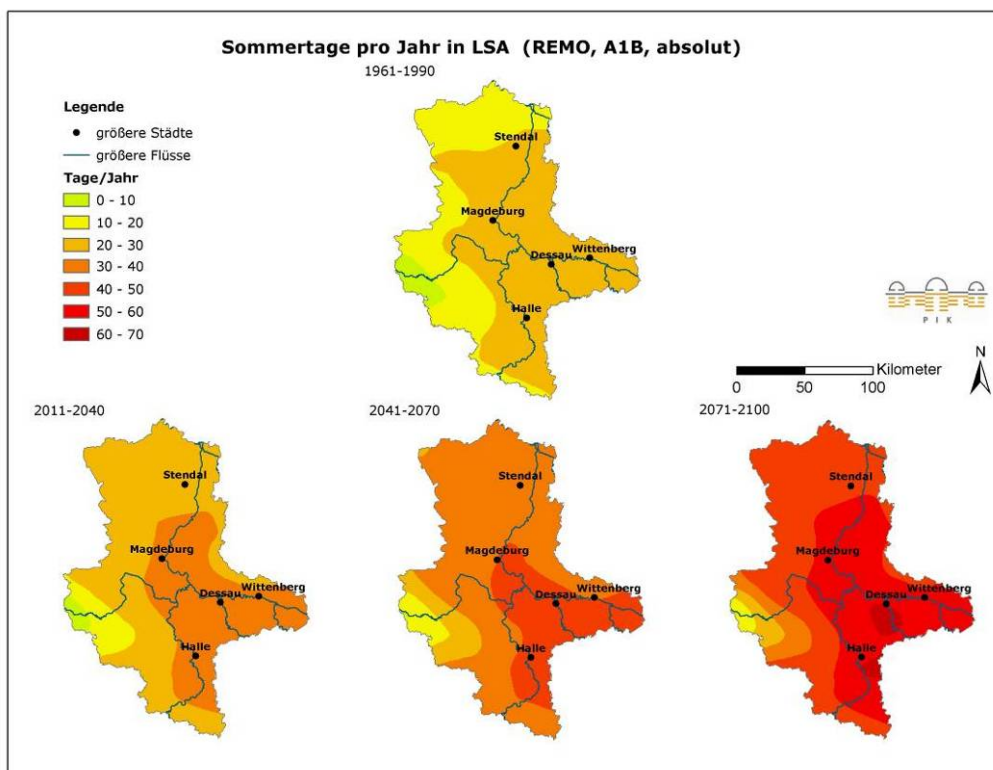 Sommertage pro Jahr in LSA (REMO, A1B, absolut)
1961-1990
Legende
größere Städte
größere Flüsse
Tage/Jahr
0 - 10
10 - 20
20 - 30
30 - 40
40 - 50
50 - 60
60 - 70
Stendal
Magdeburg
Dessau
Wittenberg
Halle
P I K
N
Kilometer
0 50 100
2011-2040
Stendal
Magdeburg
Dessau
Wittenberg
Halle
2041-2070
Stendal
Magdeburg
Dessau
Wittenberg
Halle
2071-2100
Stendal
Magdeburg
Dessau
Wittenberg
Halle